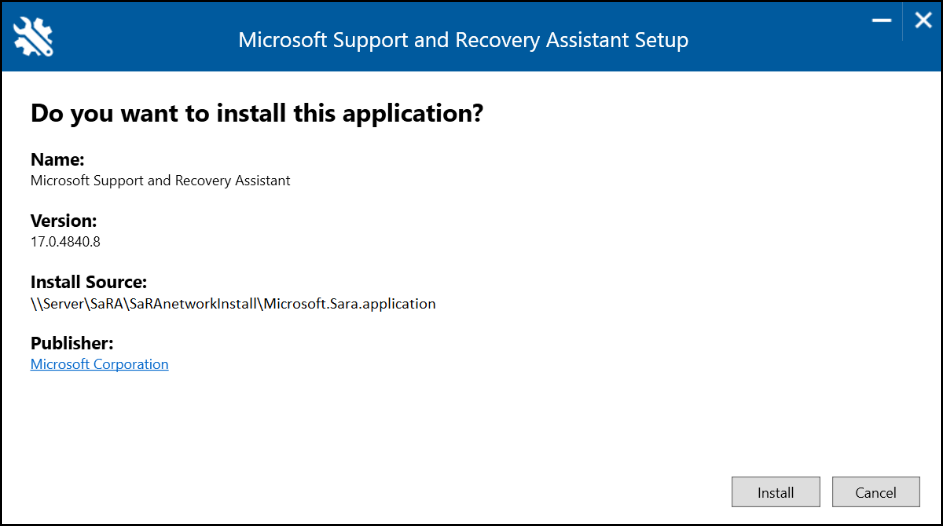 Microsoft Support and Recovery Assistant Setup
Do you want to install this application?
Name:
Microsoft Support and Recovery Assistant
Version:
17.0.4840.8
Install Source:
\\Server\SaRA\SaRAnetworkInstall\Microsoft.Sara.application
Publisher:
Microsoft Corporation
Install
Cancel